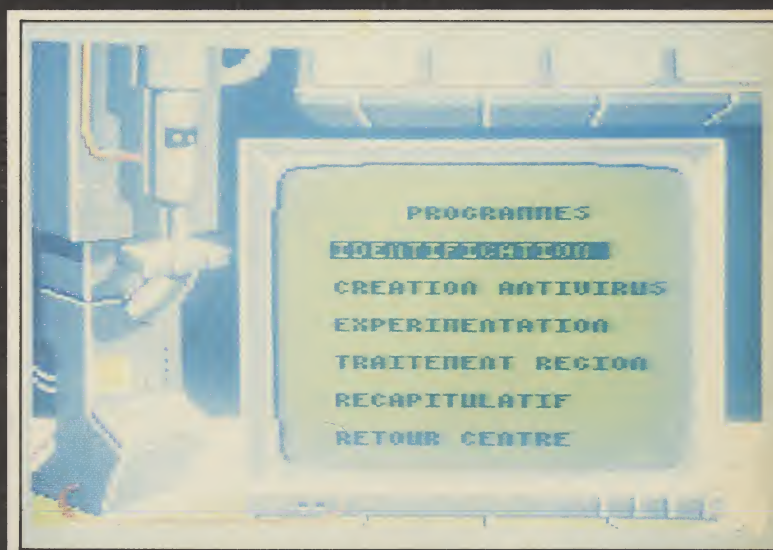 PROGRAMMES
IDENTIFICATION
CREATION ANTIVIRUS
EXPERIMENTATION
TRAITEMENT REGION
RECAPITULATIF
RETOUR CENTRE